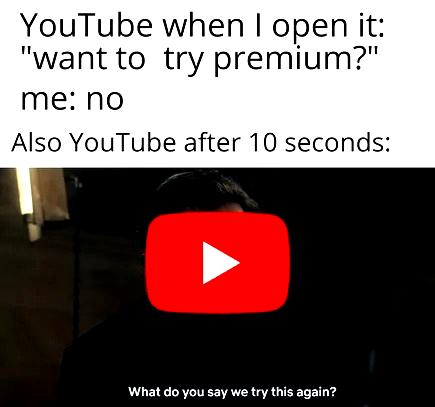 YouTube when I open it:
"want to try premium?"
me: no
Also YouTube after 10 seconds:
What do you say we try this again?